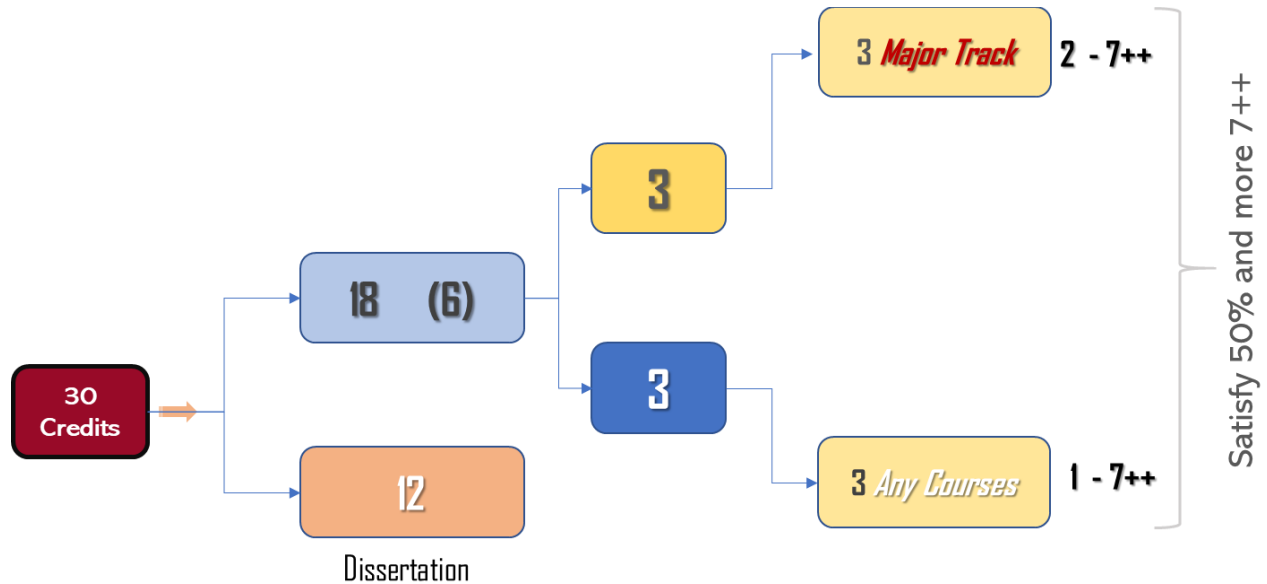 3 Major Track
2 - 7++
3
18 (6)
30
Credits
3
12
3 Any Courses
1 - 7++
Dissertation
Satisfy 50% and more 7++